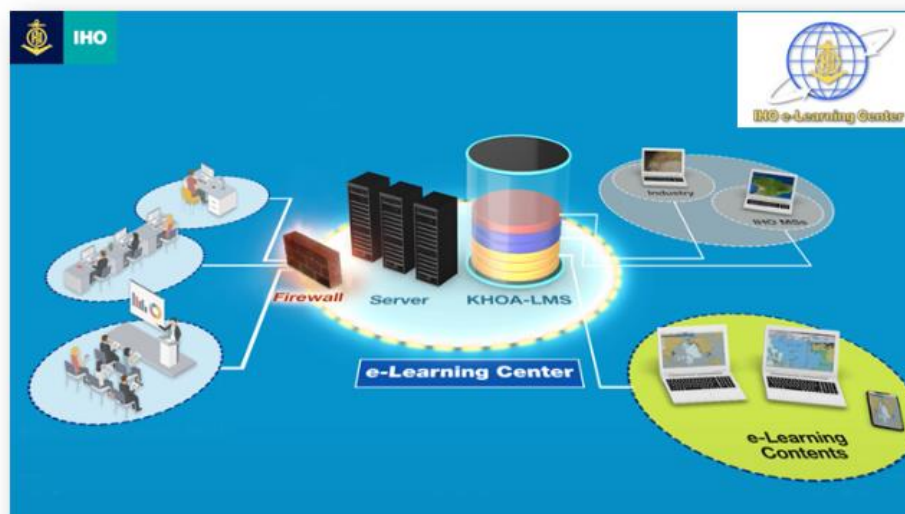 IHO
IHO e-Learning Center
Industry
IHO MSs
Firewall
Server
KHOA-LMS
e-Learning Center
e-Learning
Contents